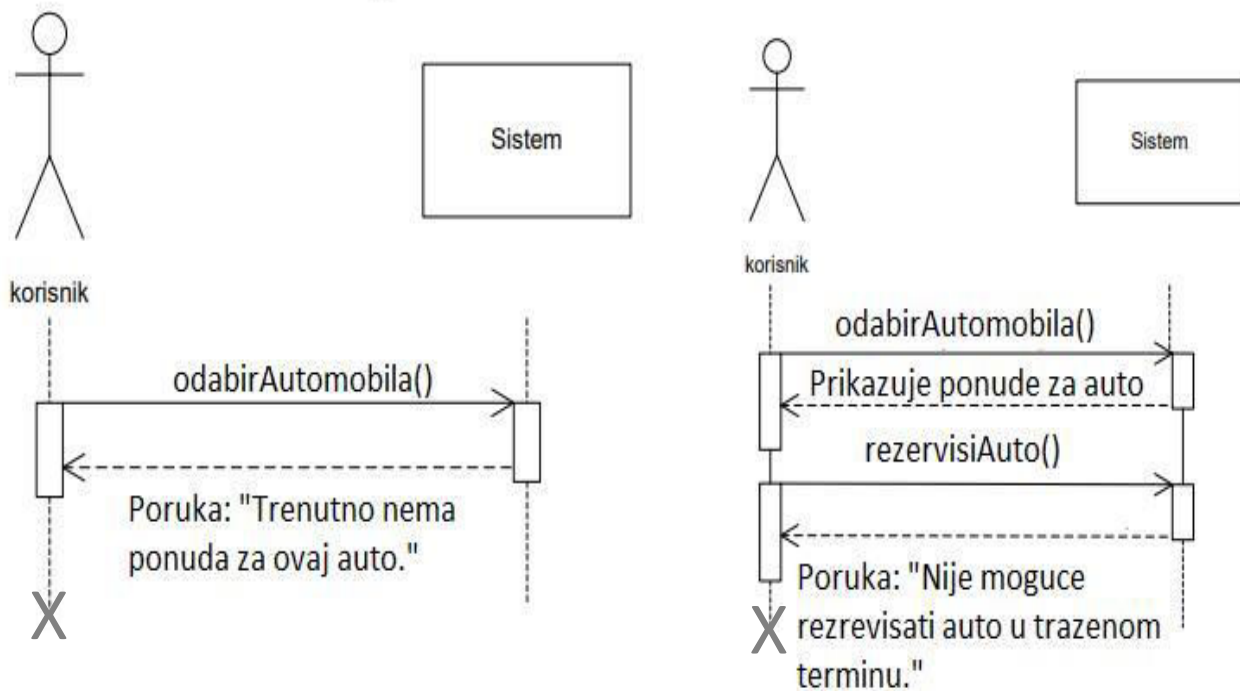 Sistem
korisnik
odabirAutomobila()
Poruka: "Trenutno nema
ponuda za ovaj auto."
X
Sistem
korisnik
odabirAutomobila()
Prikazuje ponude za auto
rezervisiAuto()
Poruka: "Nije moguce
rezrevisati auto u trazenom
terminu."
X